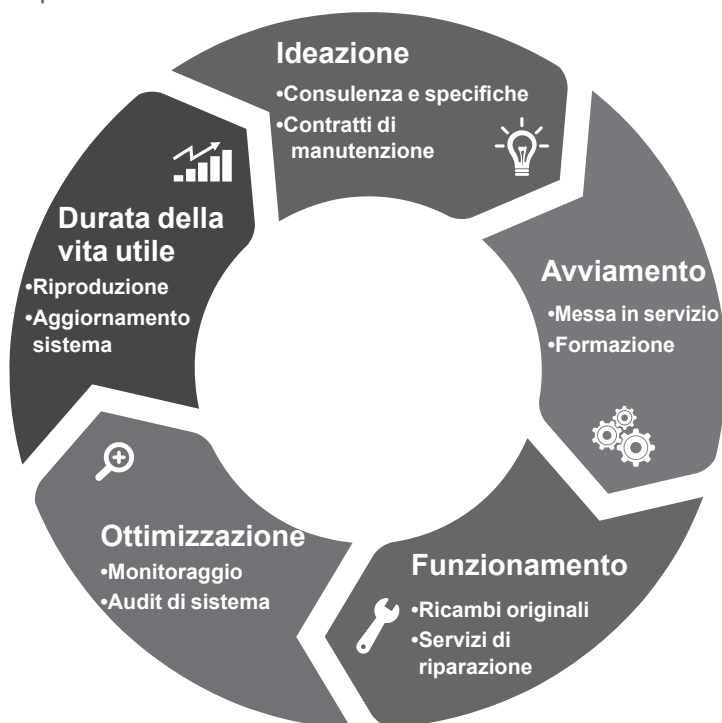 Ideazione
•Consulenza e specifiche
•Contratti di
manutenzione
Avviamento
•Messa in servizio
•Formazione
Funzionamento
•Ricambi originali
•Servizi di
riparazione
Ottimizzazione
•Monitoraggio
•Audit di sistema
Durata della
vita utile
•Riproduzione
•Aggiornamento
sistema